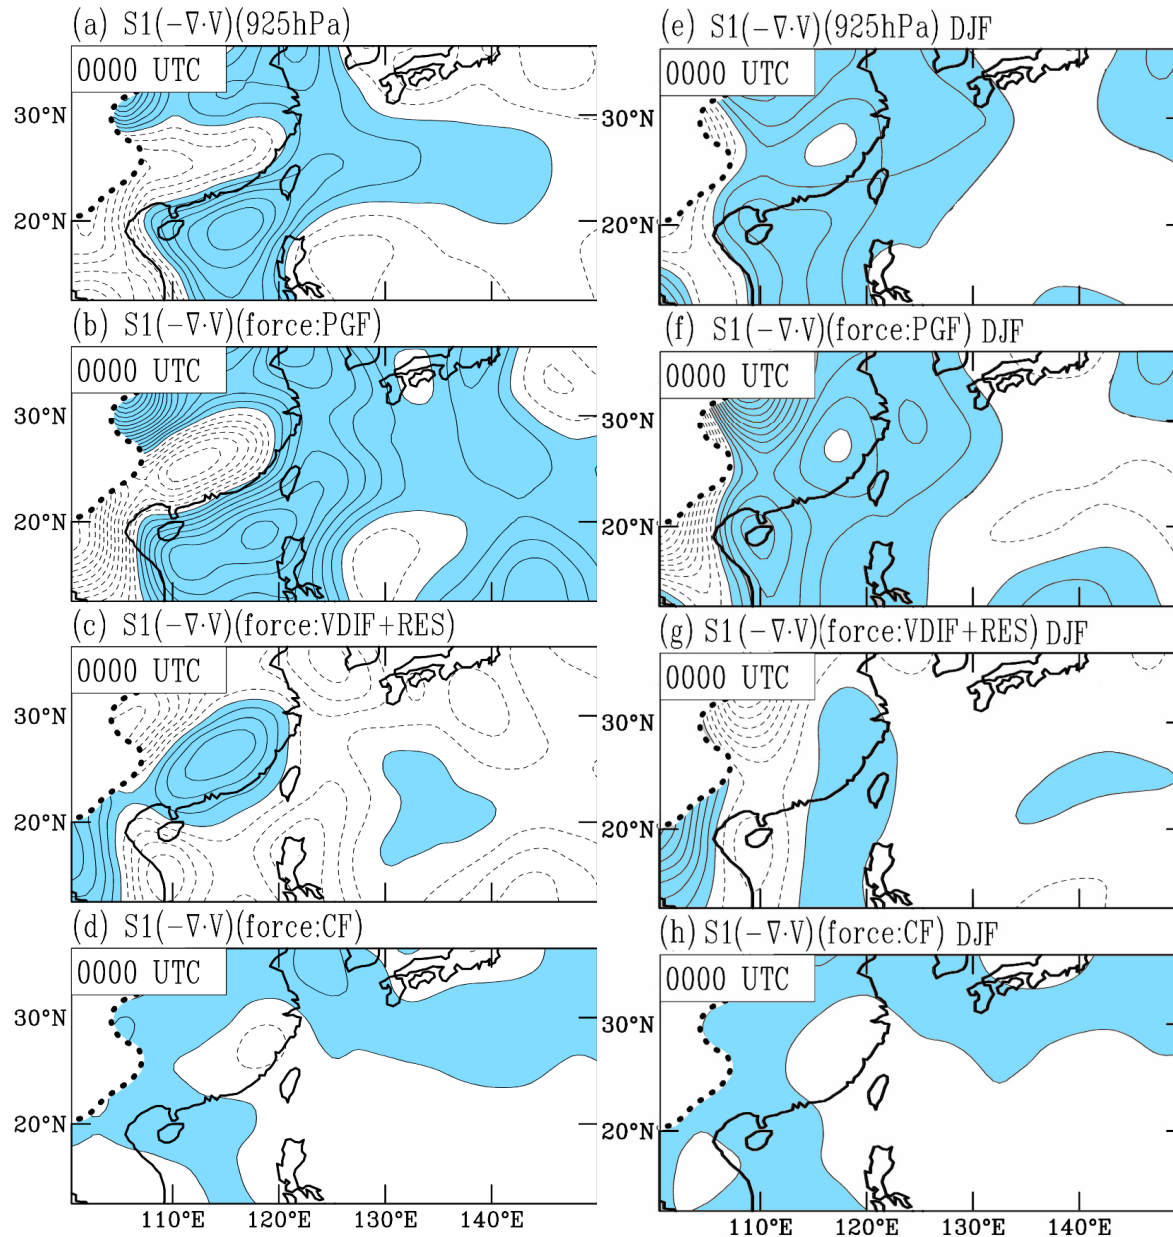 (a) S1(−∇·V)(925hPa)
0000 UTC
30°N
20°N
(b) S1(−∇·V)(force:PGF)
0000 UTC
30°N
20°N
(c) S1(−∇·V)(force:VDIF+RES)
0000 UTC
30°N
20°N
(d) S1(−∇·V)(force:CF)
0000 UTC
30°N
20°N
110°E 120°E 130°E 140°E
(e) S1(−∇·V)(925hPa) DJF
0000 UTC
30°N
20°N
(f) S1(−∇·V)(force:PGF) DJF
0000 UTC
30°N
20°N
(g) S1(−∇·V)(force:VDIF+RES) DJF
0000 UTC
30°N
20°N
(h) S1(−∇·V)(force:CF) DJF
0000 UTC
30°N
20°N
110°E 120°E 130°E 140°E